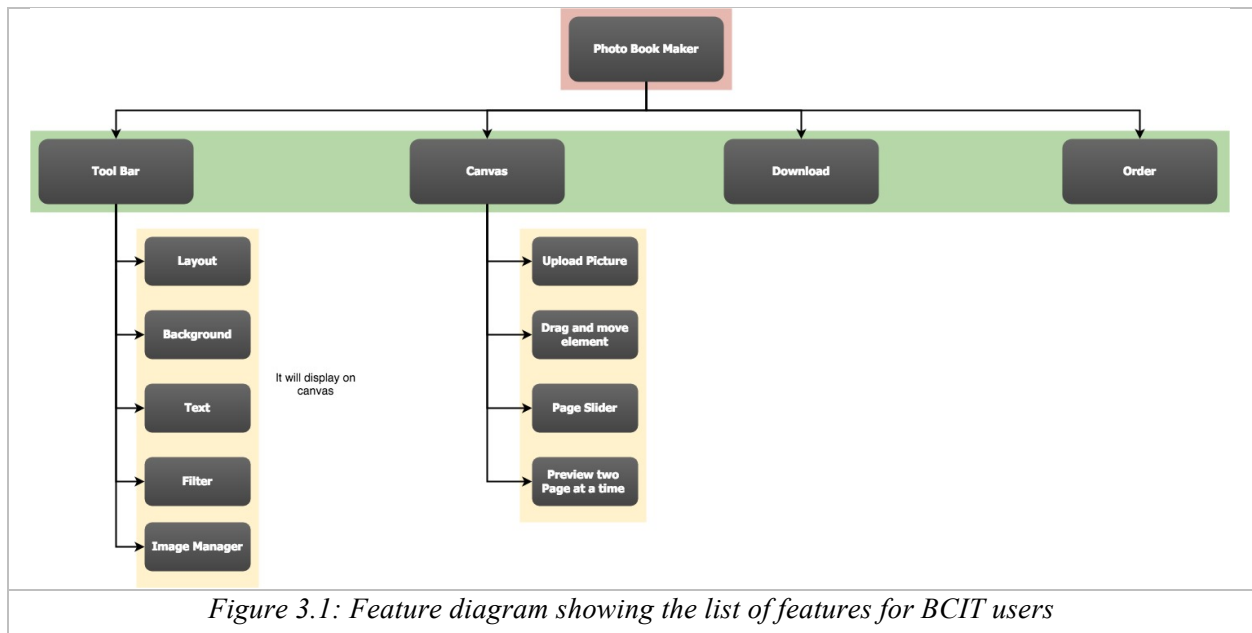 Photo Book Maker
Tool Bar
Canvas
Download
Order
Layout
Background
Text
Filter
Image Manager
It will display on
canvas
Upload Picture
Drag and move
element
Page Slider
Preview two
Page at a time
Figure 3.1: Feature diagram showing the list of features for BCIT users